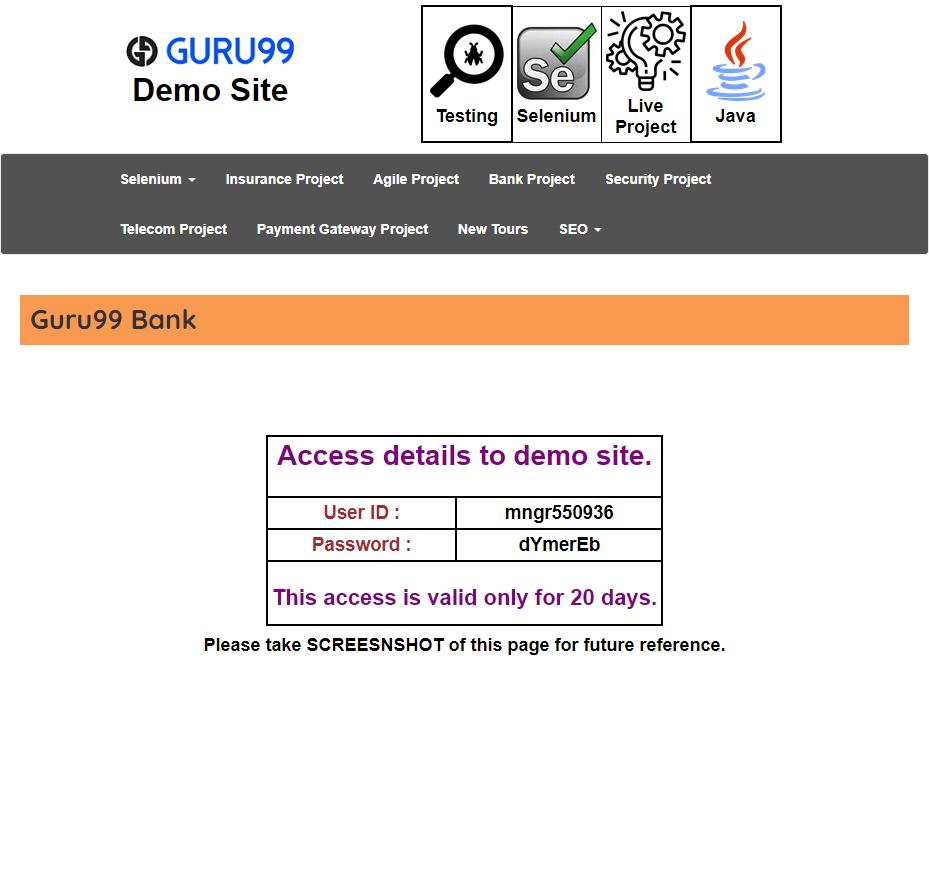 GURU99
Demo Site
Testing
Se
Selenium
Live
Project
Java
Selenium Insurance Project Agile Project Bank Project Security Project
Telecom Project Payment Gateway Project New Tours SEO
Guru99 Bank
Access details to demo site.
User ID : mngr550936
Password : dYmerEb
This access is valid only for 20 days.
Please take SCREESNSHOT of this page for future reference.